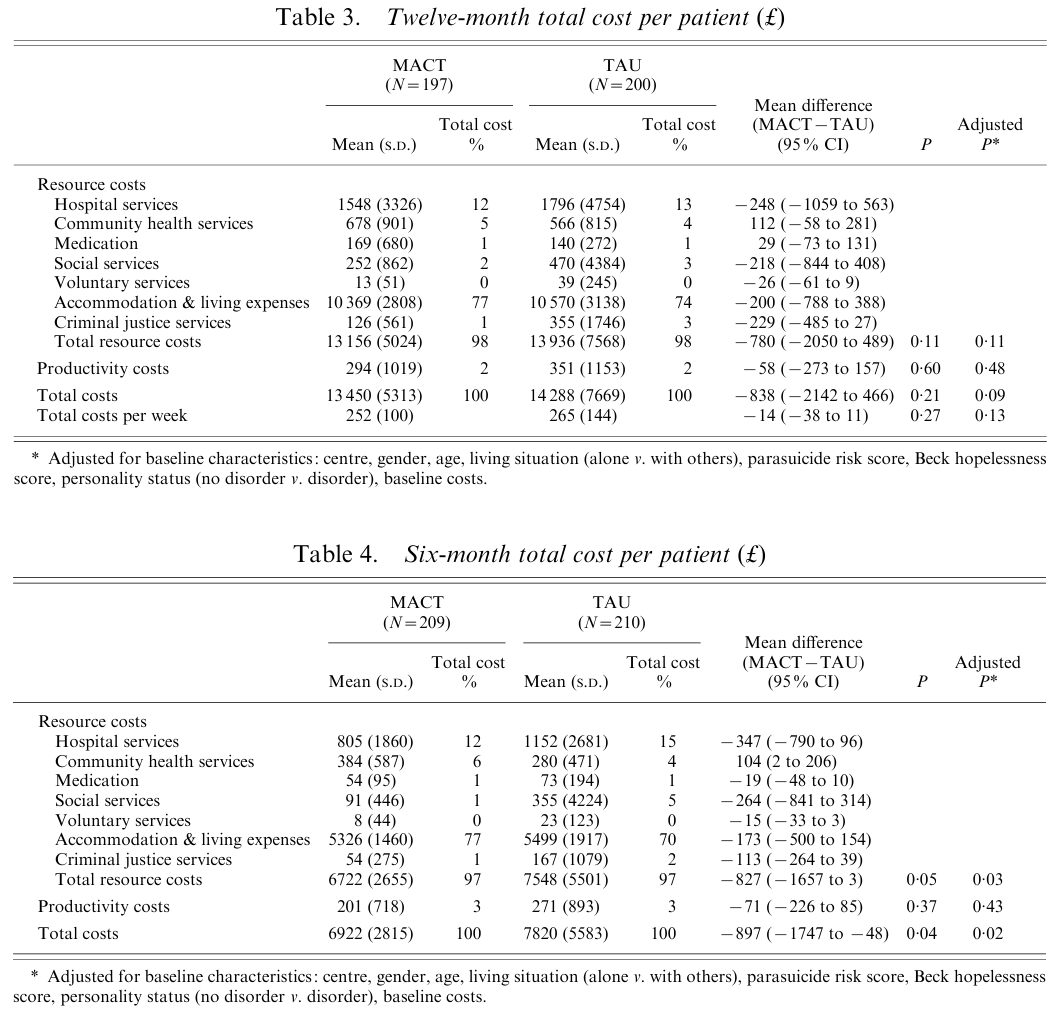 Table 3. Twelve-month total cost per patient (£)
MACT
(N=197)
TAU
(N=200)
Mean difference
(MACT−TAU)
(95% CI)
P
Adjusted
P*
Mean (S.D.)
Total cost
%
Mean (S.D.)
Total cost
%
Resource costs
Hospital services 1548 (3326) 12 1796 (4754) 13 −248 (−1059 to 563)
Community health services 678 (901) 5 566 (815) 4 112 (−58 to 281)
Medication 169 (680) 1 140 (272) 1 29 (−73 to 131)
Social services 252 (862) 2 470 (4384) 3 −218 (−844 to 408)
Voluntary services 13 (51) 0 39 (245) 0 −26 (−61 to 9)
Accommodation & living expenses 10 369 (2808) 77 10 570 (3138) 74 −200 (−788 to 388)
Criminal justice services 126 (561) 1 355 (1746) 3 −229 (−485 to 27)
Total resource costs 13 156 (5024) 98 13 936 (7568) 98 −780 (−2050 to 489) 0·11 0·11
Productivity costs 294 (1019) 2 351 (1153) 2 −58 (−273 to 157) 0·60 0·48
Total costs 13 450 (5313) 100 14 288 (7669) 100 −838 (−2142 to 466) 0·21 0·09
Total costs per week 252 (100) 265 (144) −14 (−38 to 11) 0·27 0·13
* Adjusted for baseline characteristics: centre, gender, age, living situation (alone v. with others), parasuicide risk score, Beck hopelessness
score, personality status (no disorder v. disorder), baseline costs.
Table 4. Six-month total cost per patient (£)
MACT
(N=209)
TAU
(N=210)
Mean difference
(MACT−TAU)
(95% CI)
P
Adjusted
P*
Mean (S.D.)
Total cost
%
Mean (S.D.)
Total cost
%
Resource costs
Hospital services 805 (1860) 12 1152 (2681) 15 −347 (−790 to 96)
Community health services 384 (587) 6 280 (471) 4 104 (2 to 206)
Medication 54 (95) 1 73 (194) 1 −19 (−48 to 10)
Social services 91 (446) 1 355 (4224) 5 −264 (−841 to 314)
Voluntary services 8 (44) 0 23 (123) 0 −15 (−33 to 3)
Accommodation & living expenses 5326 (1460) 77 5499 (1917) 70 −173 (−500 to 154)
Criminal justice services 54 (275) 1 167 (1079) 2 −113 (−264 to 39)
Total resource costs 6722 (2655) 97 7548 (5501) 97 −827 (−1657 to 3) 0·05 0·03
Productivity costs 201 (718) 3 271 (893) 3 −71 (−226 to 85) 0·37 0·43
Total costs 6922 (2815) 100 7820 (5583) 100 −897 (−1747 to −48) 0·04 0·02
* Adjusted for baseline characteristics: centre, gender, age, living situation (alone v. with others), parasuicide risk score, Beck hopelessness
score, personality status (no disorder v. disorder), baseline costs.